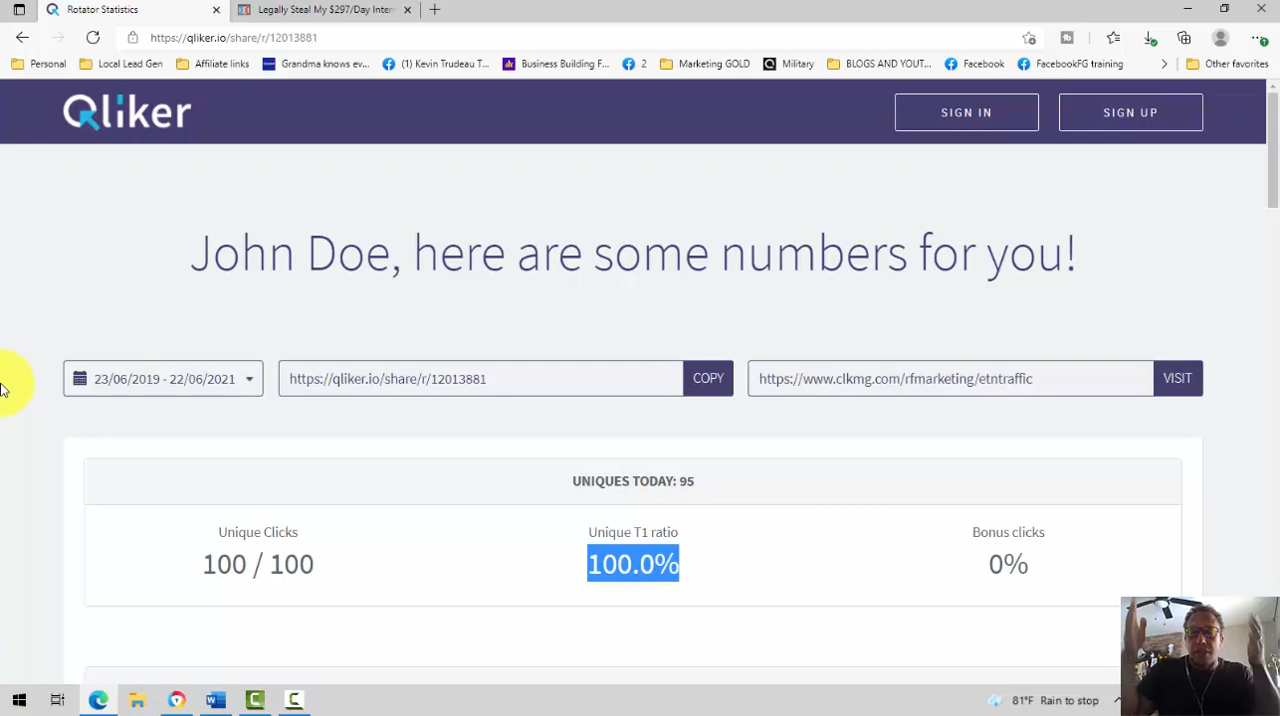 Rotator Statistics
Legally Steal My $297/Day Inter
https://qliker.io/share/r/12013881
Personal
Local Lead Gen
Affiliate links
Grandma knows ev...
(1) Kevin Trudeau T...
Business Building F...
2
Marketing GOLD
Military
BLOGS AND YOUT...
Facebook
FacebookFG training
Other favorites
Qliker
SIGN IN
SIGN UP
John Doe, here are some numbers for you!
23/06/2019 - 22/06/2021
https://qliker.io/share/r/12013881
COPY
https://www.clkmg.com/rfmarketing/etntraffic
VISIT
UNIQUES TODAY: 95
Unique Clicks
Unique T1 ratio
Bonus clicks
100 / 100
100.0%
0%
81°F Rain to stop